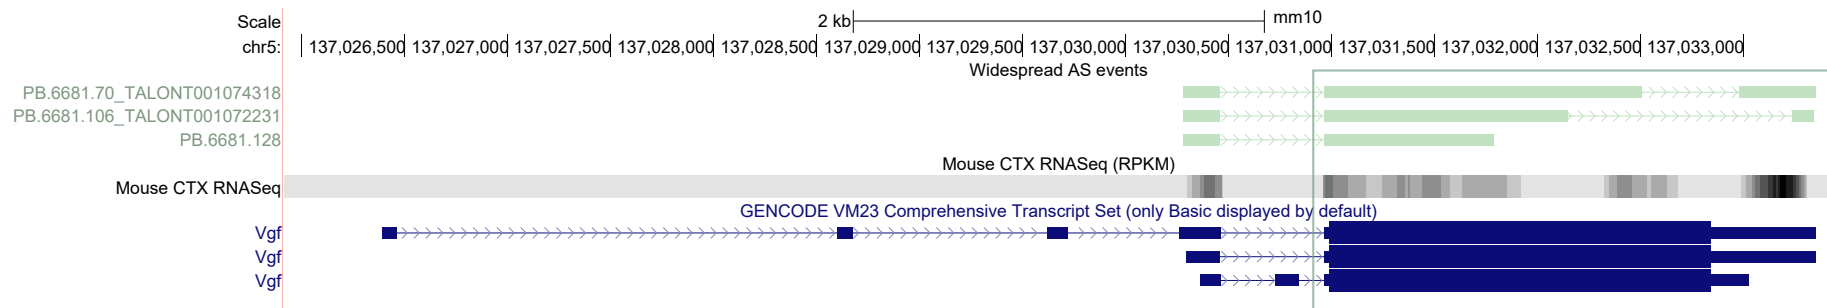 Scale 2 kb mm10
chr5: 137,026,500 137,027,000 137,027,500 137,028,000 137,028,500 137,029,000 137,029,500 137,030,000 137,030,500 137,031,000 137,031,500 137,032,000 137,032,500 137,033,000
Widespread AS events
PB.6681.70_TALONT001074318
PB.6681.106_TALONT001072231
PB.6681.128
Mouse CTX RNASeq (RPKM)
Mouse CTX RNASeq
GENCODE VM23 Comprehensive Transcript Set (only Basic displayed by default)
Vgf
Vgf
Vgf